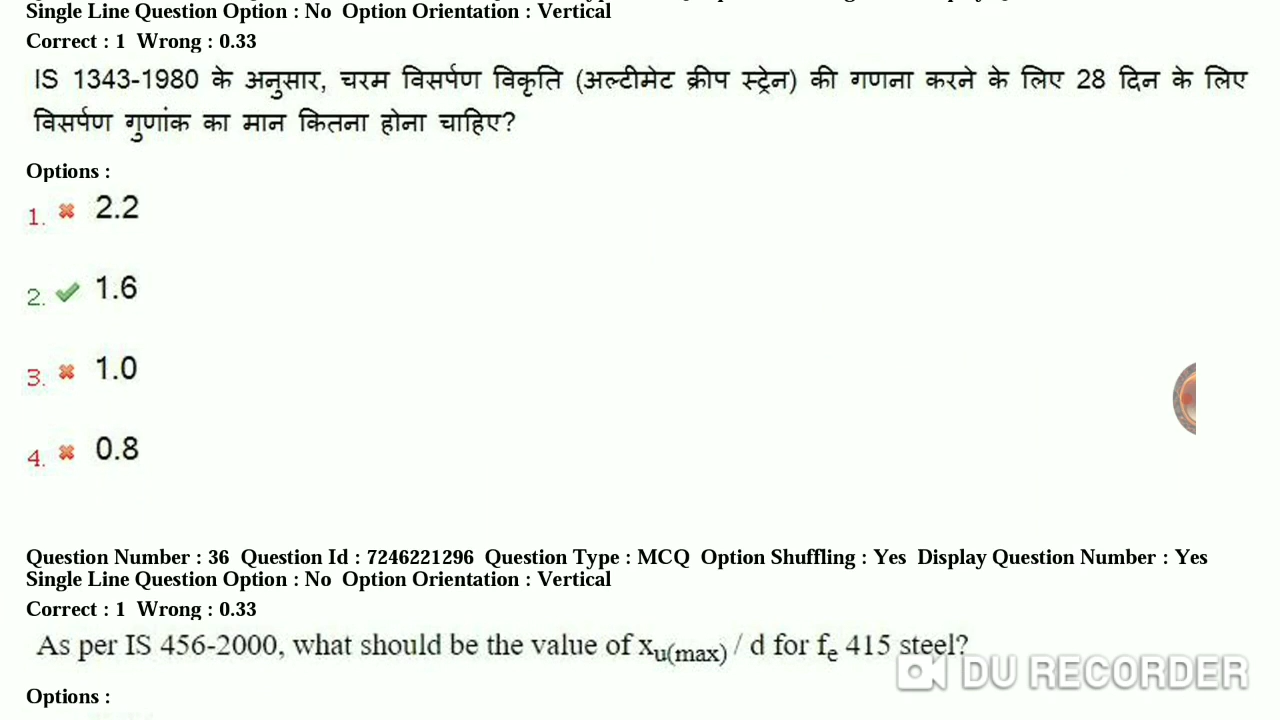 Single Line Question Option : No Option Orientation : Vertical
Correct : 1 Wrong : 0.33
IS 1343-1980 के अनुसार, चरम विसर्पण विकृति (अल्टीमेट क्रीप स्ट्रेन) की गणना करने के लिए 28 दिन के लिए
विसर्पण गुणांक का मान कितना होना चाहिए?
Options :
1. 2.2
2. 1.6
3. 1.0
4. 0.8
Question Number : 36 Question Id : 7246221296 Question Type : MCQ Option Shuffling : Yes Display Question Number : Yes
Single Line Question Option : No Option Orientation : Vertical
Correct : 1 Wrong : 0.33
As per IS 456-2000, what should be the value of xu(max) / d for fe 415 steel?
DU RECORDER
Options :